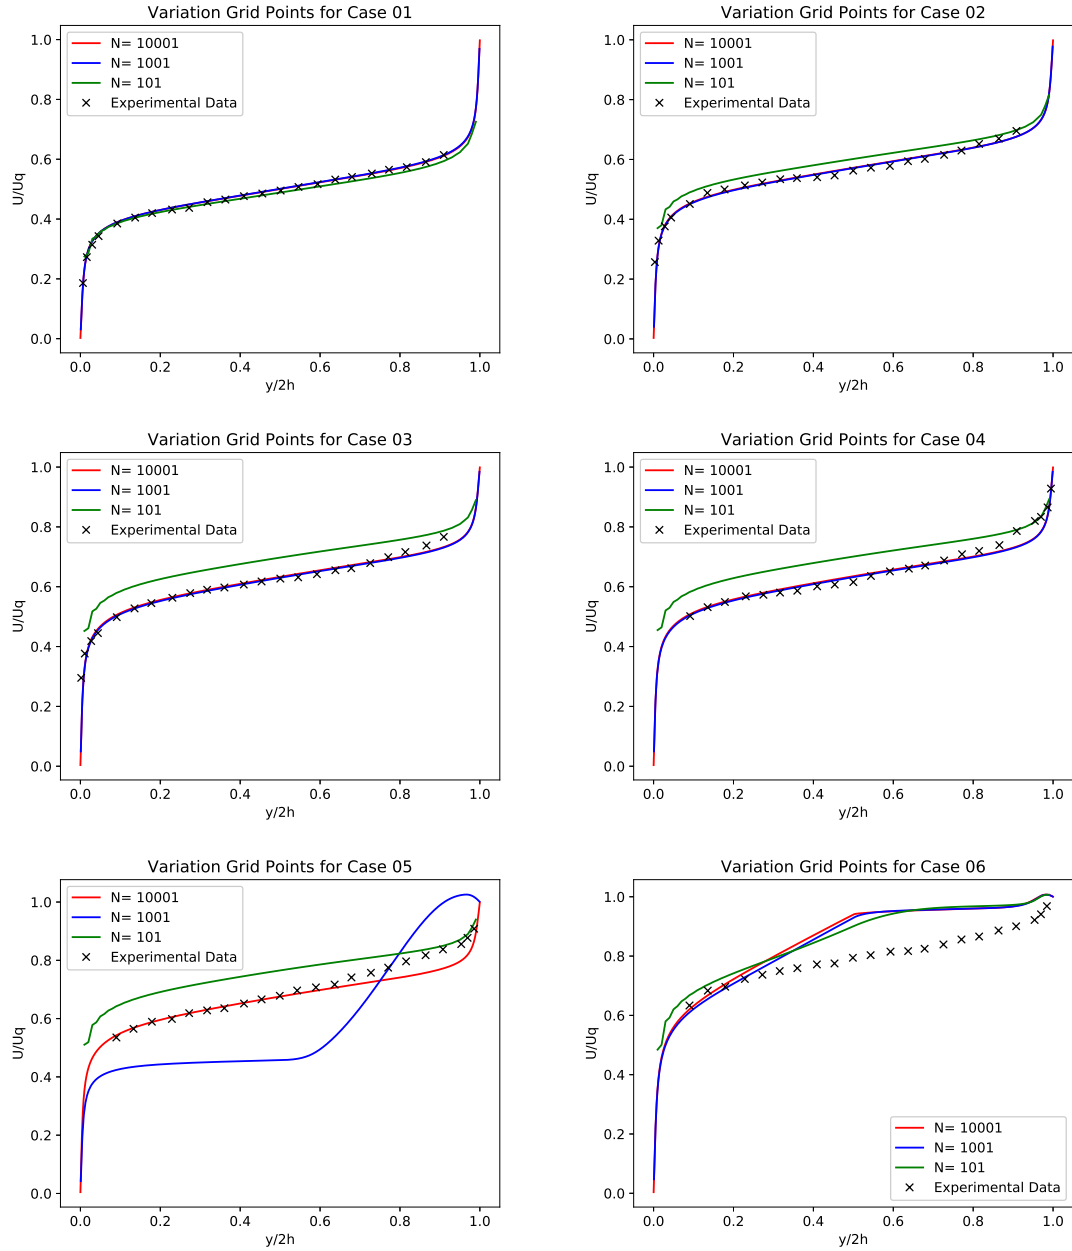 Variation Grid Points for Case 01
N= 10001
N= 1001
N= 101
Experimental Data
1.0
0.8
0.6
0.4
0.2
0.0
U/Uq
0.0 0.2 0.4 0.6 0.8 1.0
y/2h
Variation Grid Points for Case 02
N= 10001
N= 1001
N= 101
Experimental Data
1.0
0.8
0.6
0.4
0.2
0.0
U/Uq
0.0 0.2 0.4 0.6 0.8 1.0
y/2h
Variation Grid Points for Case 03
N= 10001
N= 1001
N= 101
Experimental Data
1.0
0.8
0.6
0.4
0.2
0.0
U/Uq
0.0 0.2 0.4 0.6 0.8 1.0
y/2h
Variation Grid Points for Case 04
N= 10001
N= 1001
N= 101
Experimental Data
1.0
0.8
0.6
0.4
0.2
0.0
U/Uq
0.0 0.2 0.4 0.6 0.8 1.0
y/2h
Variation Grid Points for Case 05
N= 10001
N= 1001
N= 101
Experimental Data
1.0
0.8
0.6
0.4
0.2
0.0
U/Uq
0.0 0.2 0.4 0.6 0.8 1.0
y/2h
Variation Grid Points for Case 06
1.0
0.8
0.6
0.4
0.2
0.0
U/Uq
N= 10001
N= 1001
N= 101
Experimental Data
0.0 0.2 0.4 0.6 0.8 1.0
y/2h